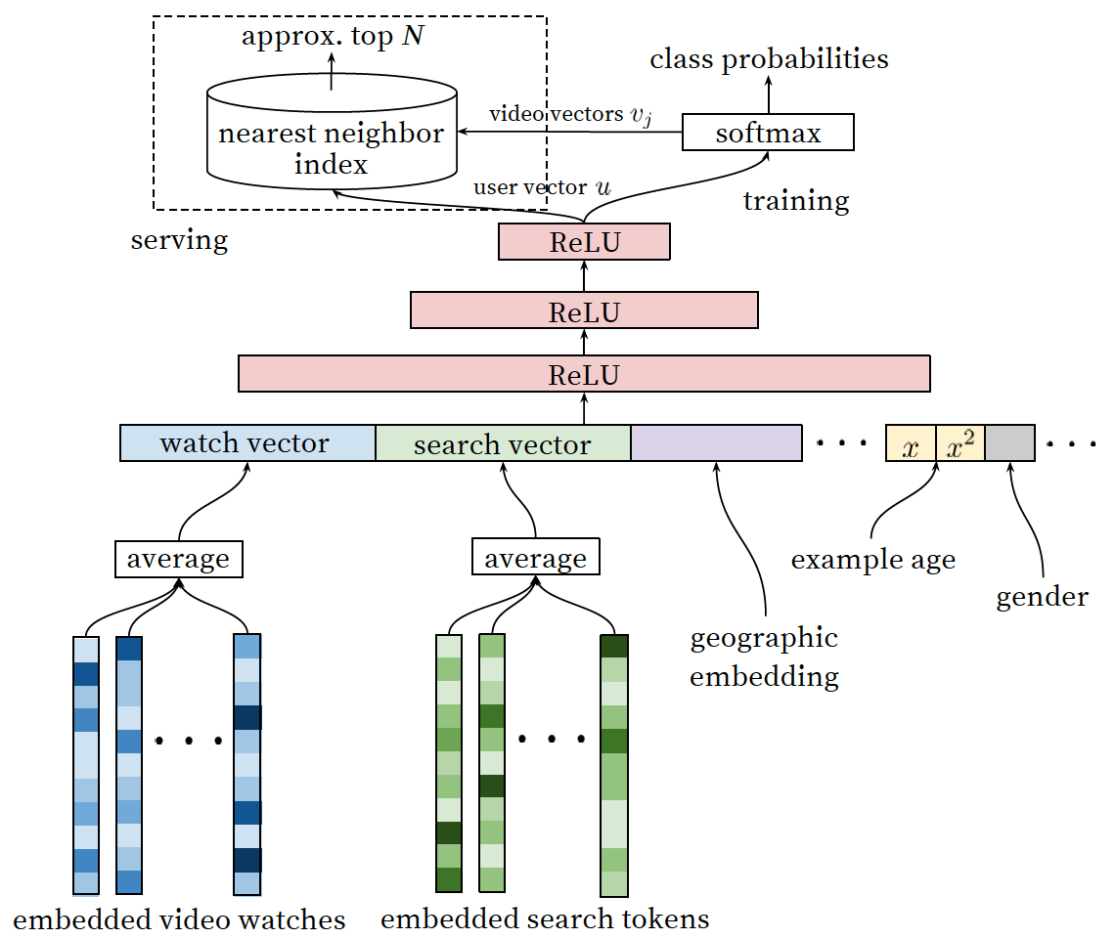 approx. top N
class probabilities
video vectors v_j
nearest neighbor
index
softmax
user vector u
training
serving
ReLU
ReLU
ReLU
watch vector
search vector
· · ·
x
x²
· · ·
average
average
example age
gender
geographic
embedding
· · ·
· · ·
embedded video watches
embedded search tokens